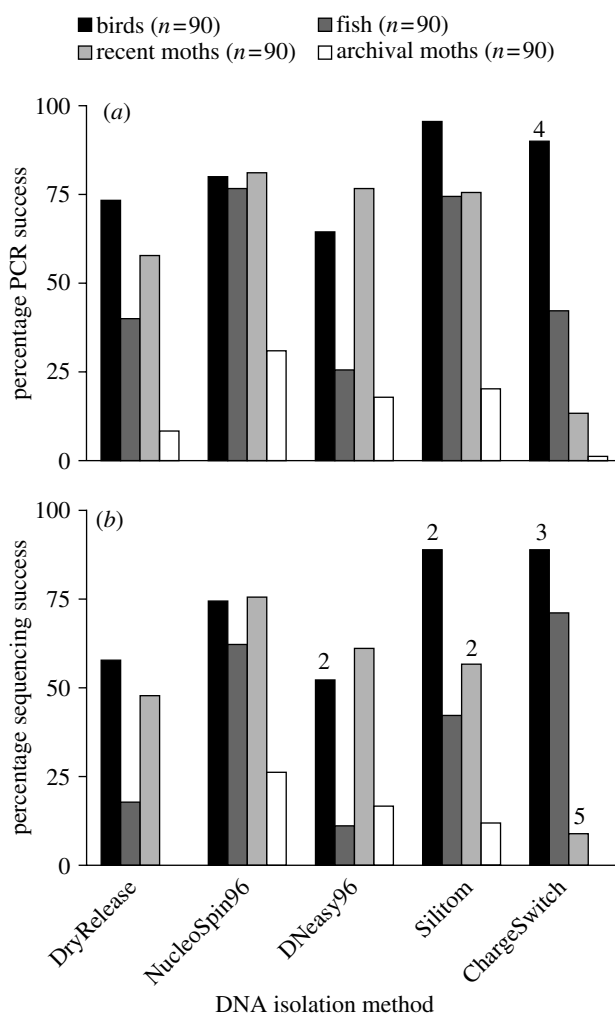 birds (n=90) fish (n=90)
recent moths (n=90) archival moths (n=90)
(a)
percentage PCR success
100
75
50
25
0
4
(b)
percentage sequencing success
100
75
50
25
0
2
2
2
3
5
DryRelease
NucleoSpin96
DNeasy96
Silitom
ChargeSwitch
DNA isolation method